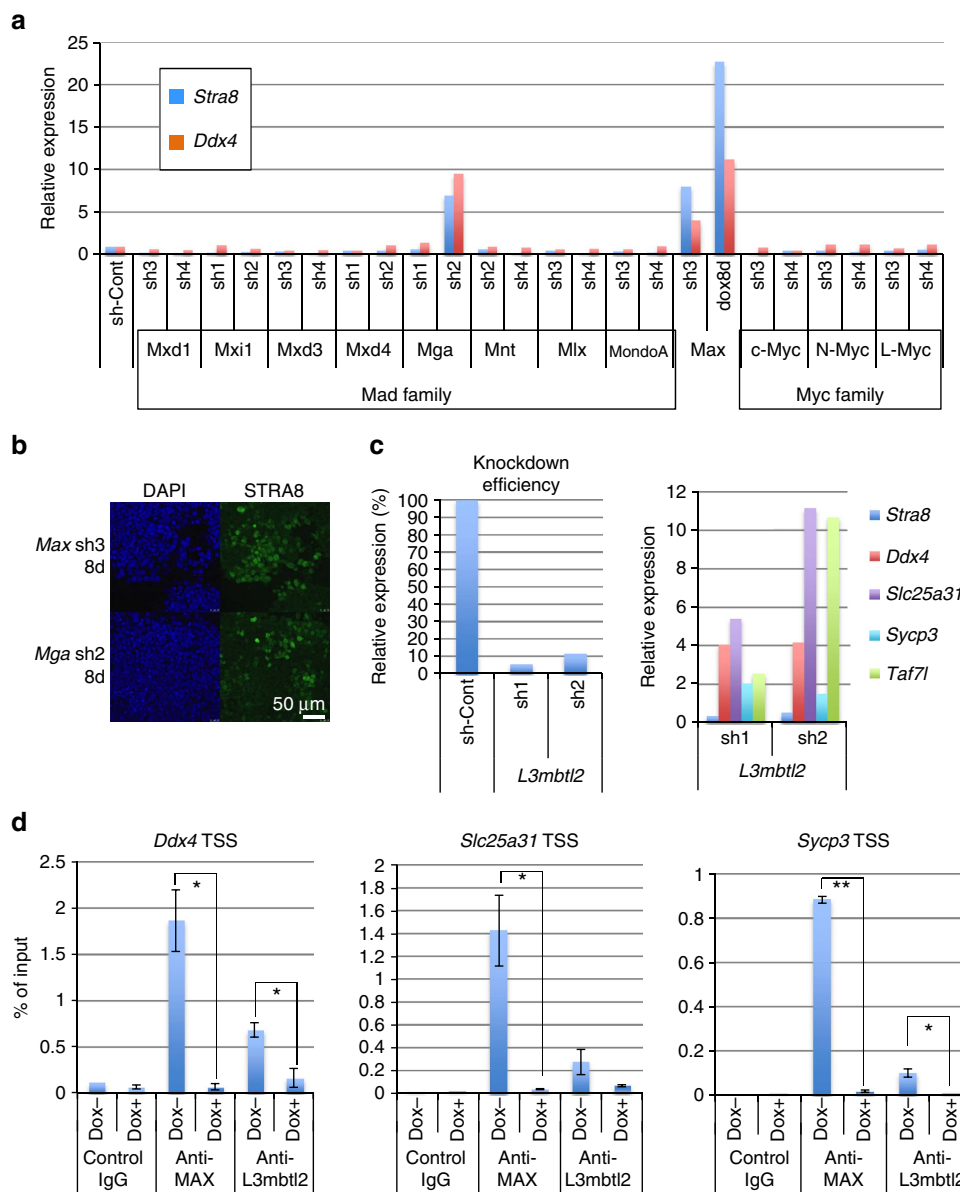 a
Relative expression
25
20
15
10
5
0
Stra8
Ddx4
sh-Cont
sh3 sh4 sh1 sh2 sh3 sh4 sh1 sh2 sh1 sh2 sh2 sh1 sh3 sh4 sh3 sh4 sh3 dox8d sh3 sh4 sh3 sh4 sh3 sh4
Mxd1 Mxi1 Mxd3 Mxd4 Mga Mnt Mlx MondoA Max c-Myc N-Myc L-Myc
Mad family Myc family
b
DAPI STRA8
Max sh3
8d
Mga sh2
8d
50 μm
c
Knockdown
efficiency
Relative expression (%)
100
90
80
70
60
50
40
30
20
10
0
sh-Cont sh1 sh2
L3mbtl2
Relative expression
12
10
8
6
4
2
0
sh1 sh2
L3mbtl2
Stra8
Ddx4
Slc25a31
Sycp3
Taf7l
d
Ddx4 TSS
% of input
2.5
2
1.5
1
0.5
0
* *
Dox– Dox+ Dox– Dox+ Dox– Dox+
Control Anti- Anti-
IgG MAX L3mbtl2
Slc25a31 TSS
2
1.8
1.6
1.4
1.2
1
0.8
0.6
0.4
0.2
0
*
Dox– Dox+ Dox– Dox+ Dox– Dox+
Control Anti- Anti-
IgG MAX L3mbtl2
Sycp3 TSS
1
0.8
0.6
0.4
0.2
0
** *
Dox– Dox+ Dox– Dox+ Dox– Dox+
Control Anti- Anti-
IgG MAX L3mbtl2